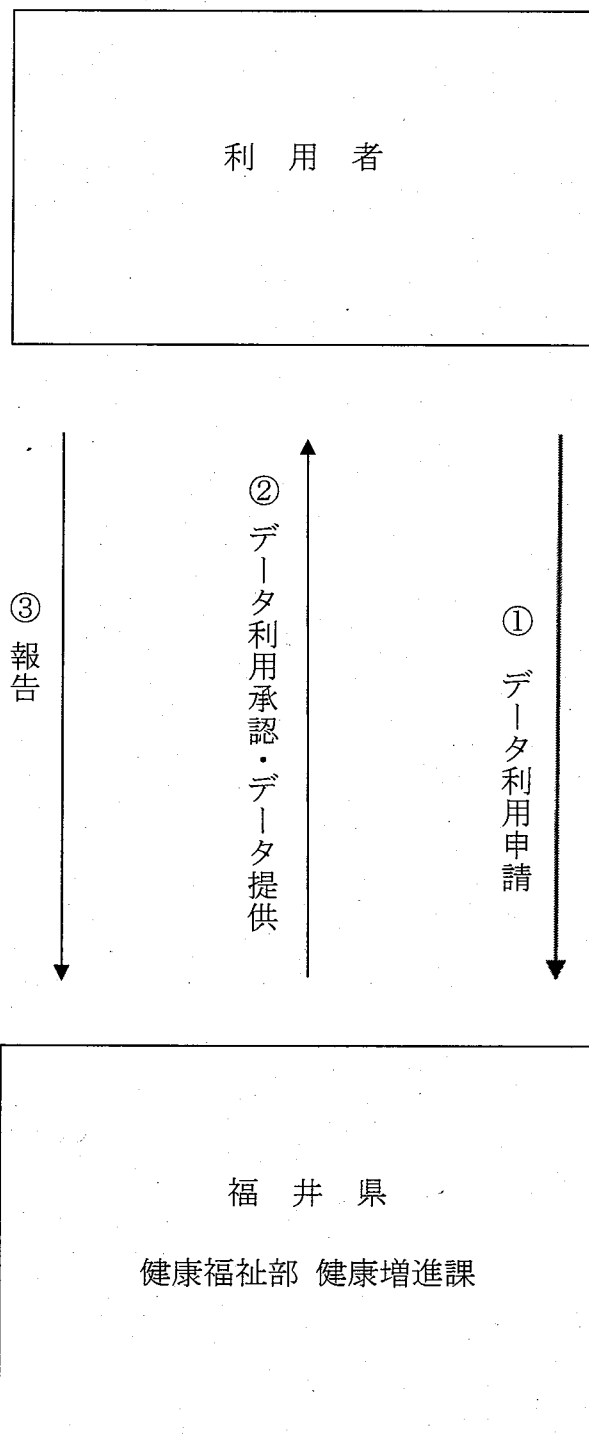 利 用 者
① データ利用申請
② データ利用承認・データ提供
③ 報告
福 井 県
健康福祉部 健康増進課